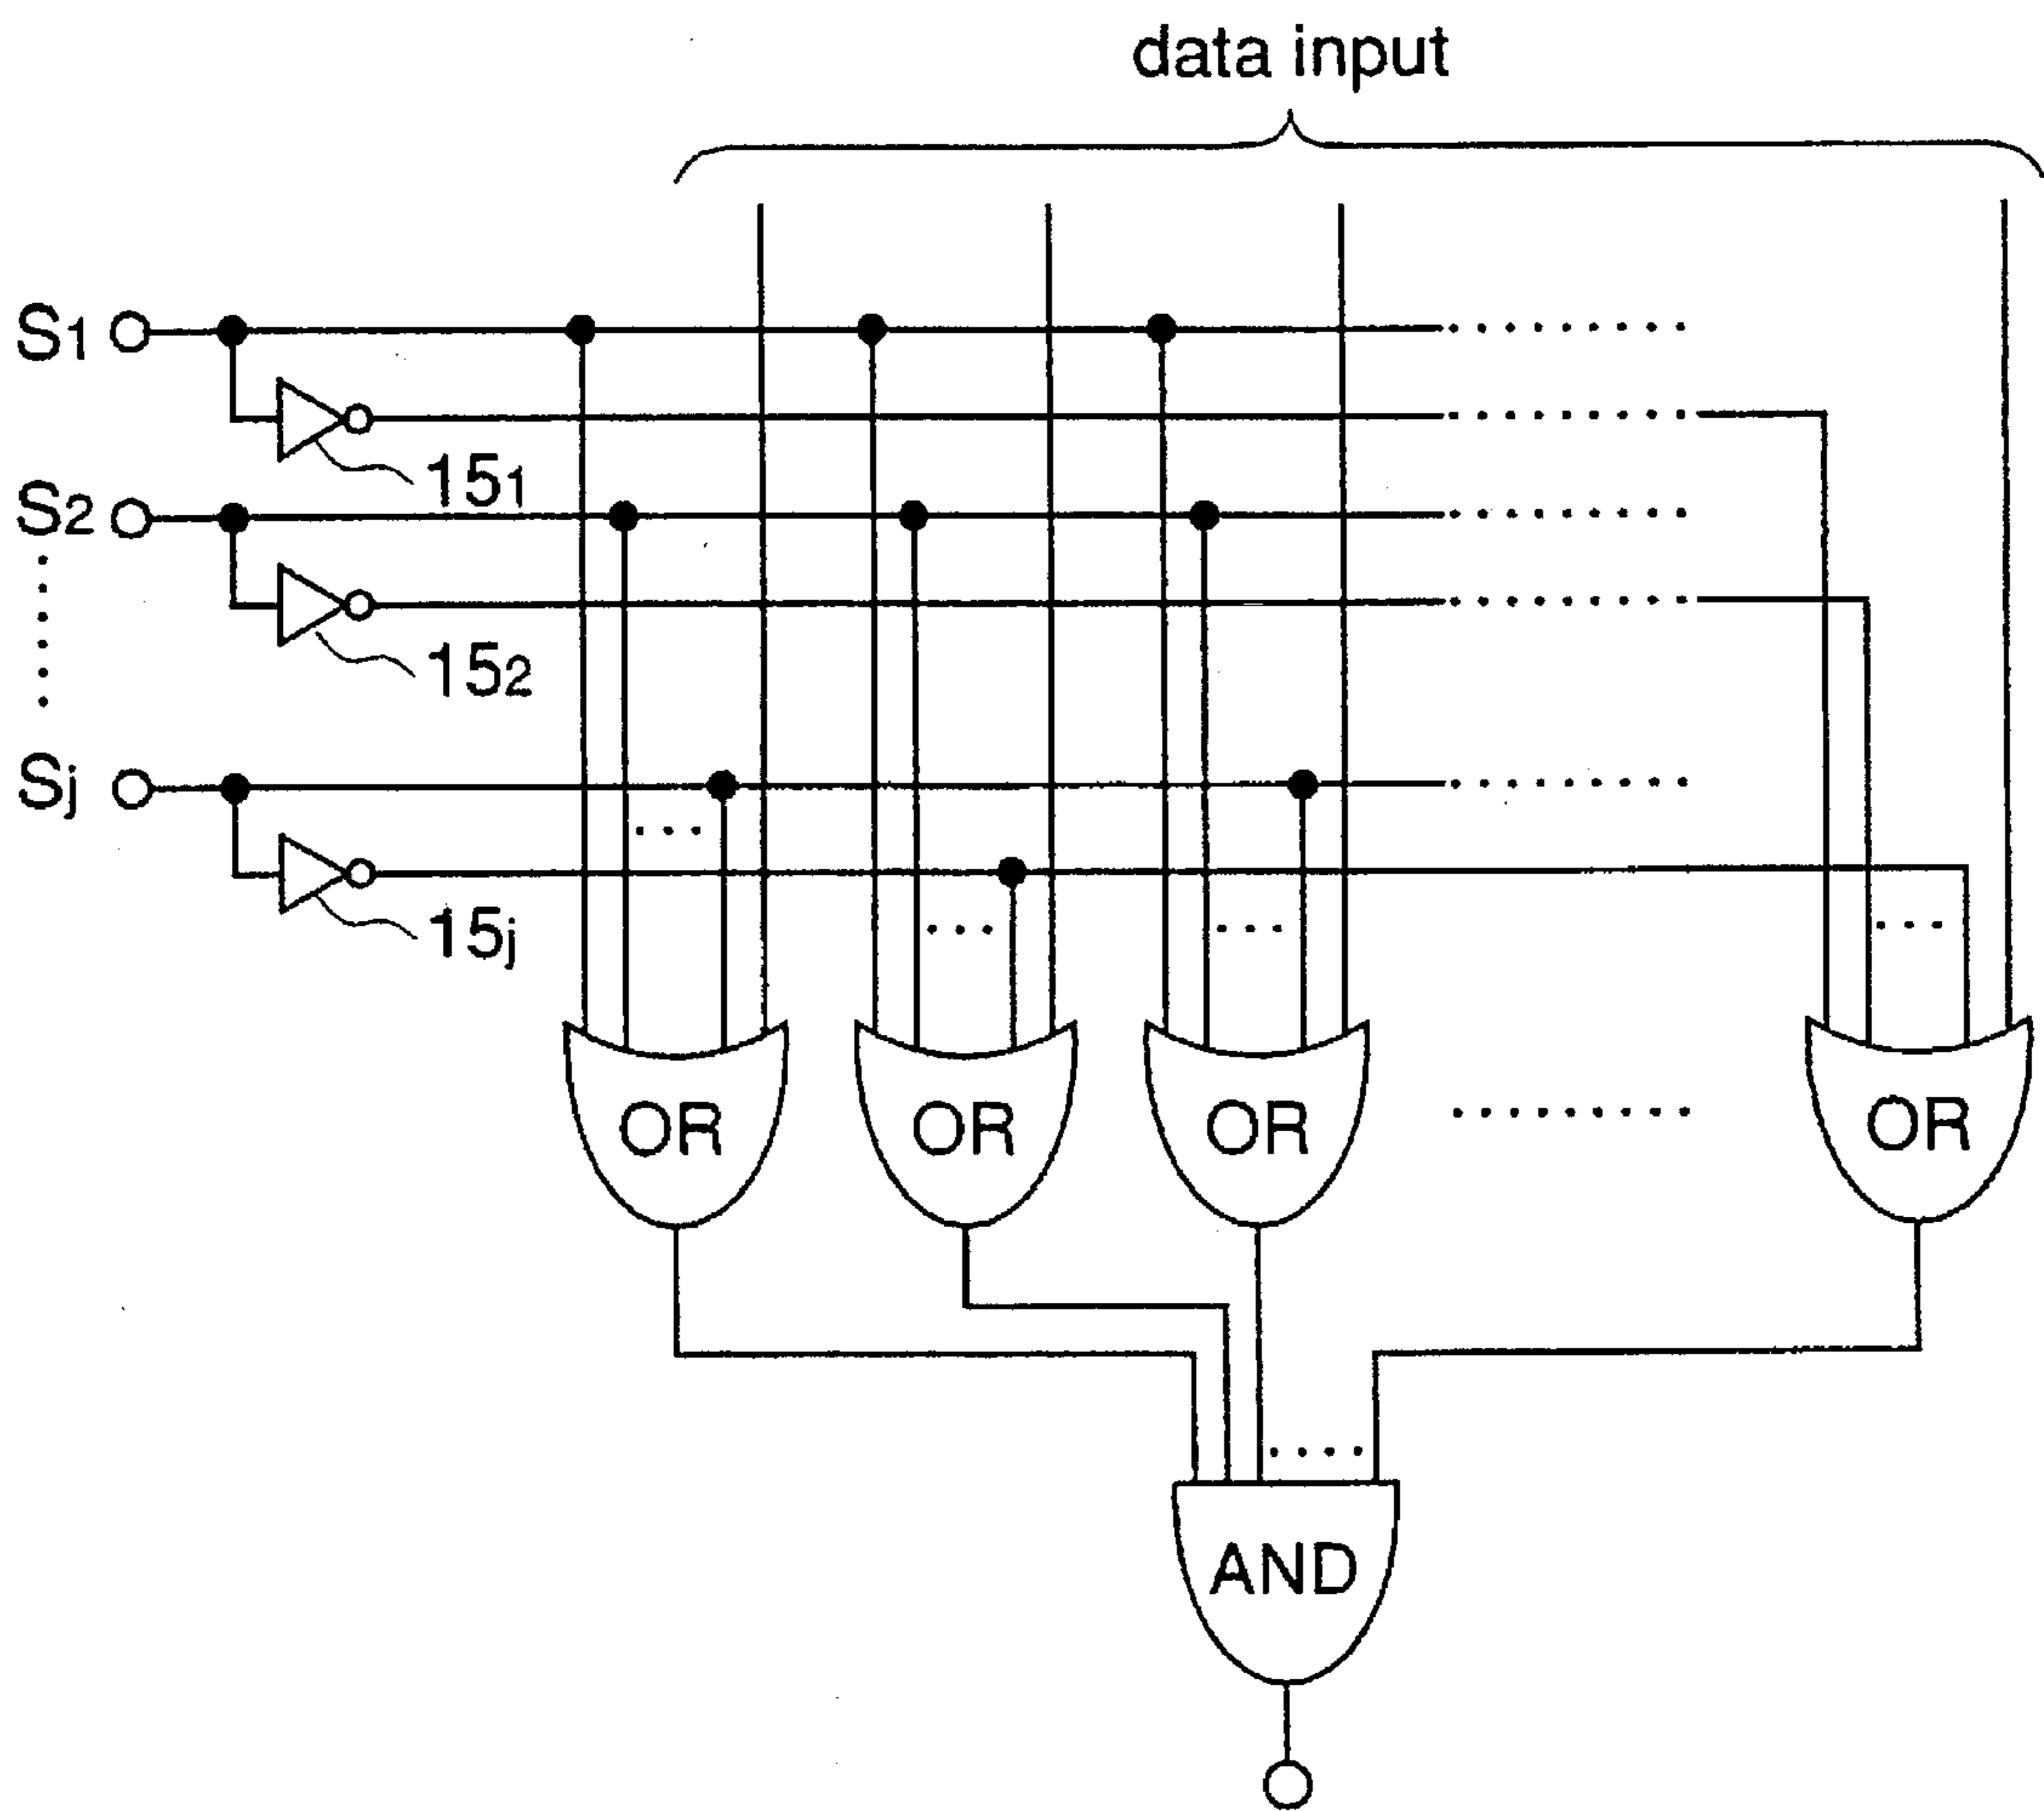 data input
S1
151
S2
152
Sj
15j
OR OR OR OR
AND